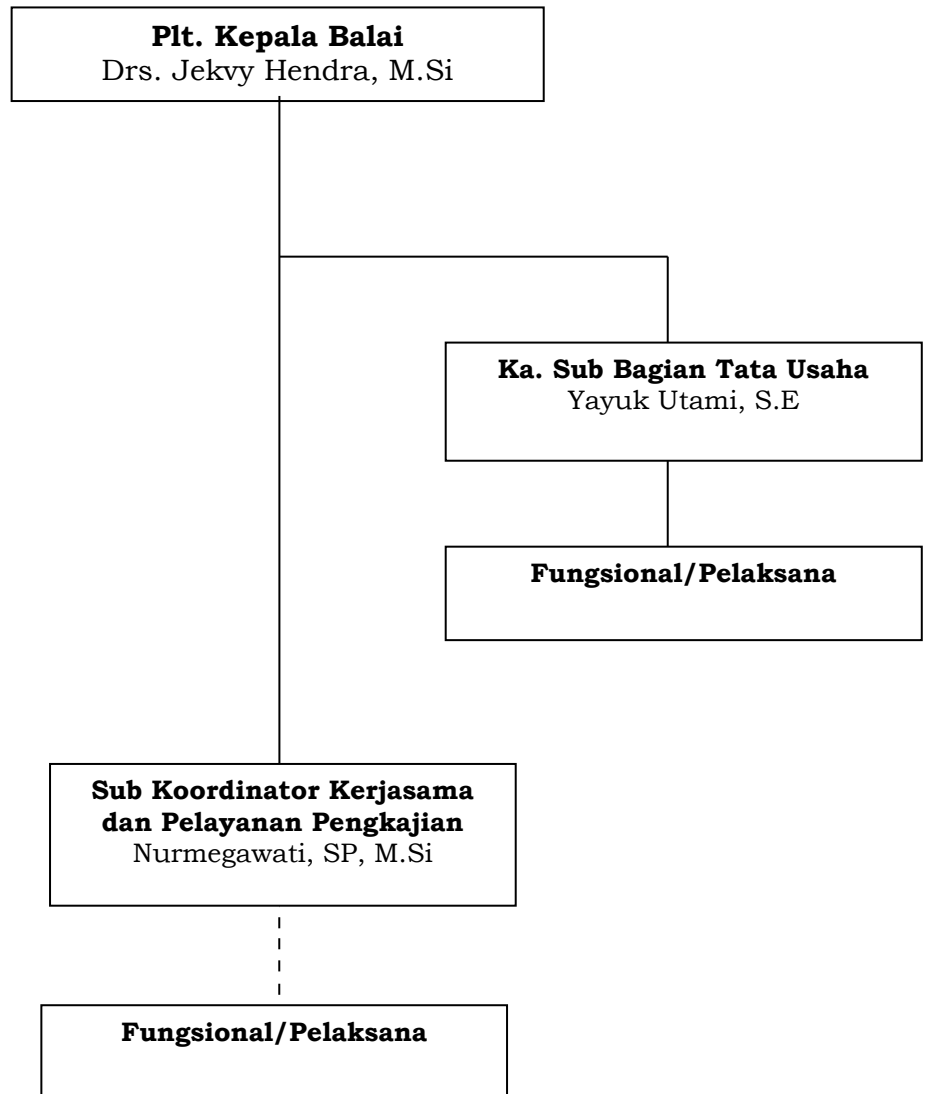 Plt. Kepala Balai
Drs. Jekvy Hendra, M.Si
Ka. Sub Bagian Tata Usaha
Yayuk Utami, S.E
Fungsional/Pelaksana
Sub Koordinator Kerjasama
dan Pelayanan Pengkajian
Nurmegawati, SP, M.Si
Fungsional/Pelaksana